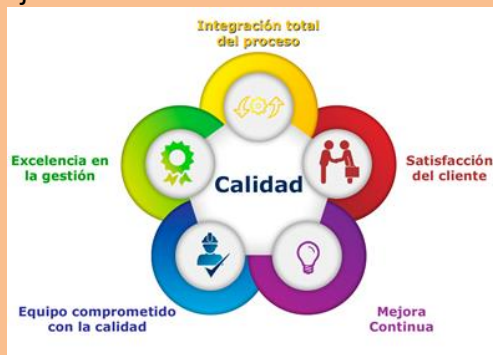 Integración total
del proceso
Excelencia en
la gestión
Satisfacción
del cliente
Calidad
Equipo comprometido
con la calidad
Mejora
Continua